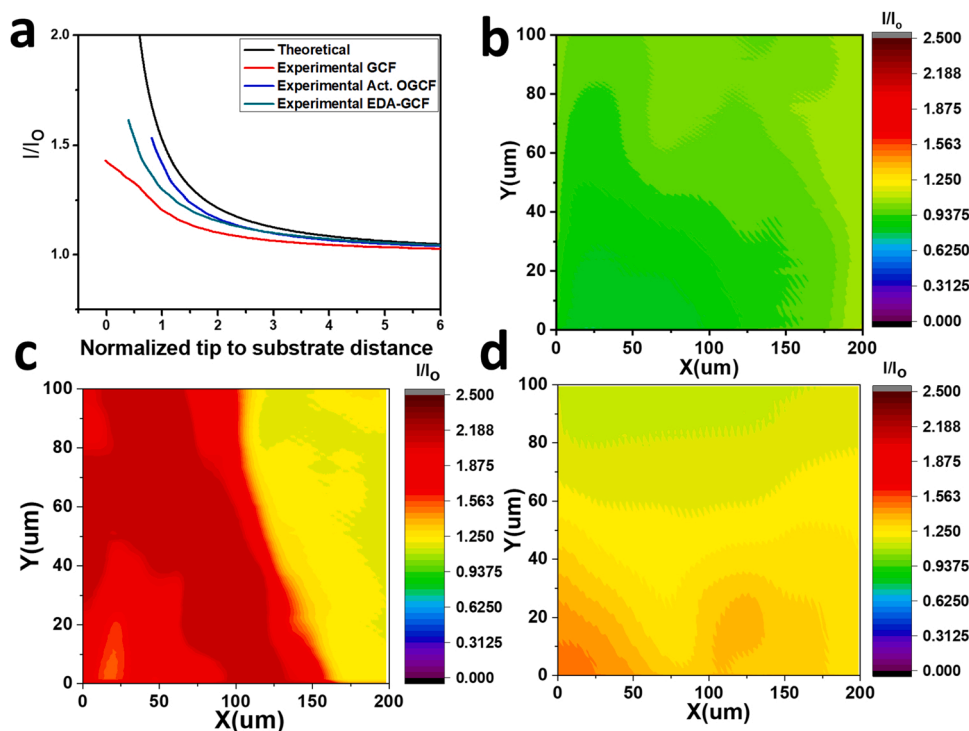 a
I/I₀
2.0
1.5
1.0
0 1 2 3 4 5 6
Normalized tip to substrate distance
Theoretical
Experimental GCF
Experimental Act. OGCF
Experimental EDA-GCF
b
Y(um)
100
80
60
40
20
0
0 50 100 150 200
X(um)
I/I₀
2.500
2.188
1.875
1.563
1.250
0.9375
0.6250
0.3125
0.000
c
Y(um)
100
80
60
40
20
0
0 50 100 150 200
X(um)
I/I₀
2.500
2.188
1.875
1.563
1.250
0.9375
0.6250
0.3125
0.000
d
Y(um)
100
80
60
40
20
0
0 50 100 150 200
X(um)
I/I₀
2.500
2.188
1.875
1.563
1.250
0.9375
0.6250
0.3125
0.000